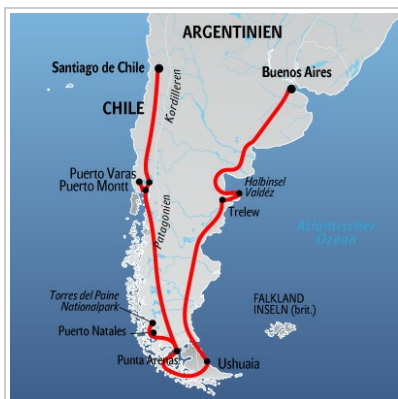 ARGENTINIEN
Santiago de Chile
Buenos Aires
CHILE
Kordilleren
Puerto Varas
Puerto Montt
Halbinsel
Valdéz
Trelew
Patagonien
Atlantischer
Ozean
Torres del Paine
Nationalpark
Puerto Natales
FALKLAND
INSELN (brit.)
Punta Arenas
Ushuaia